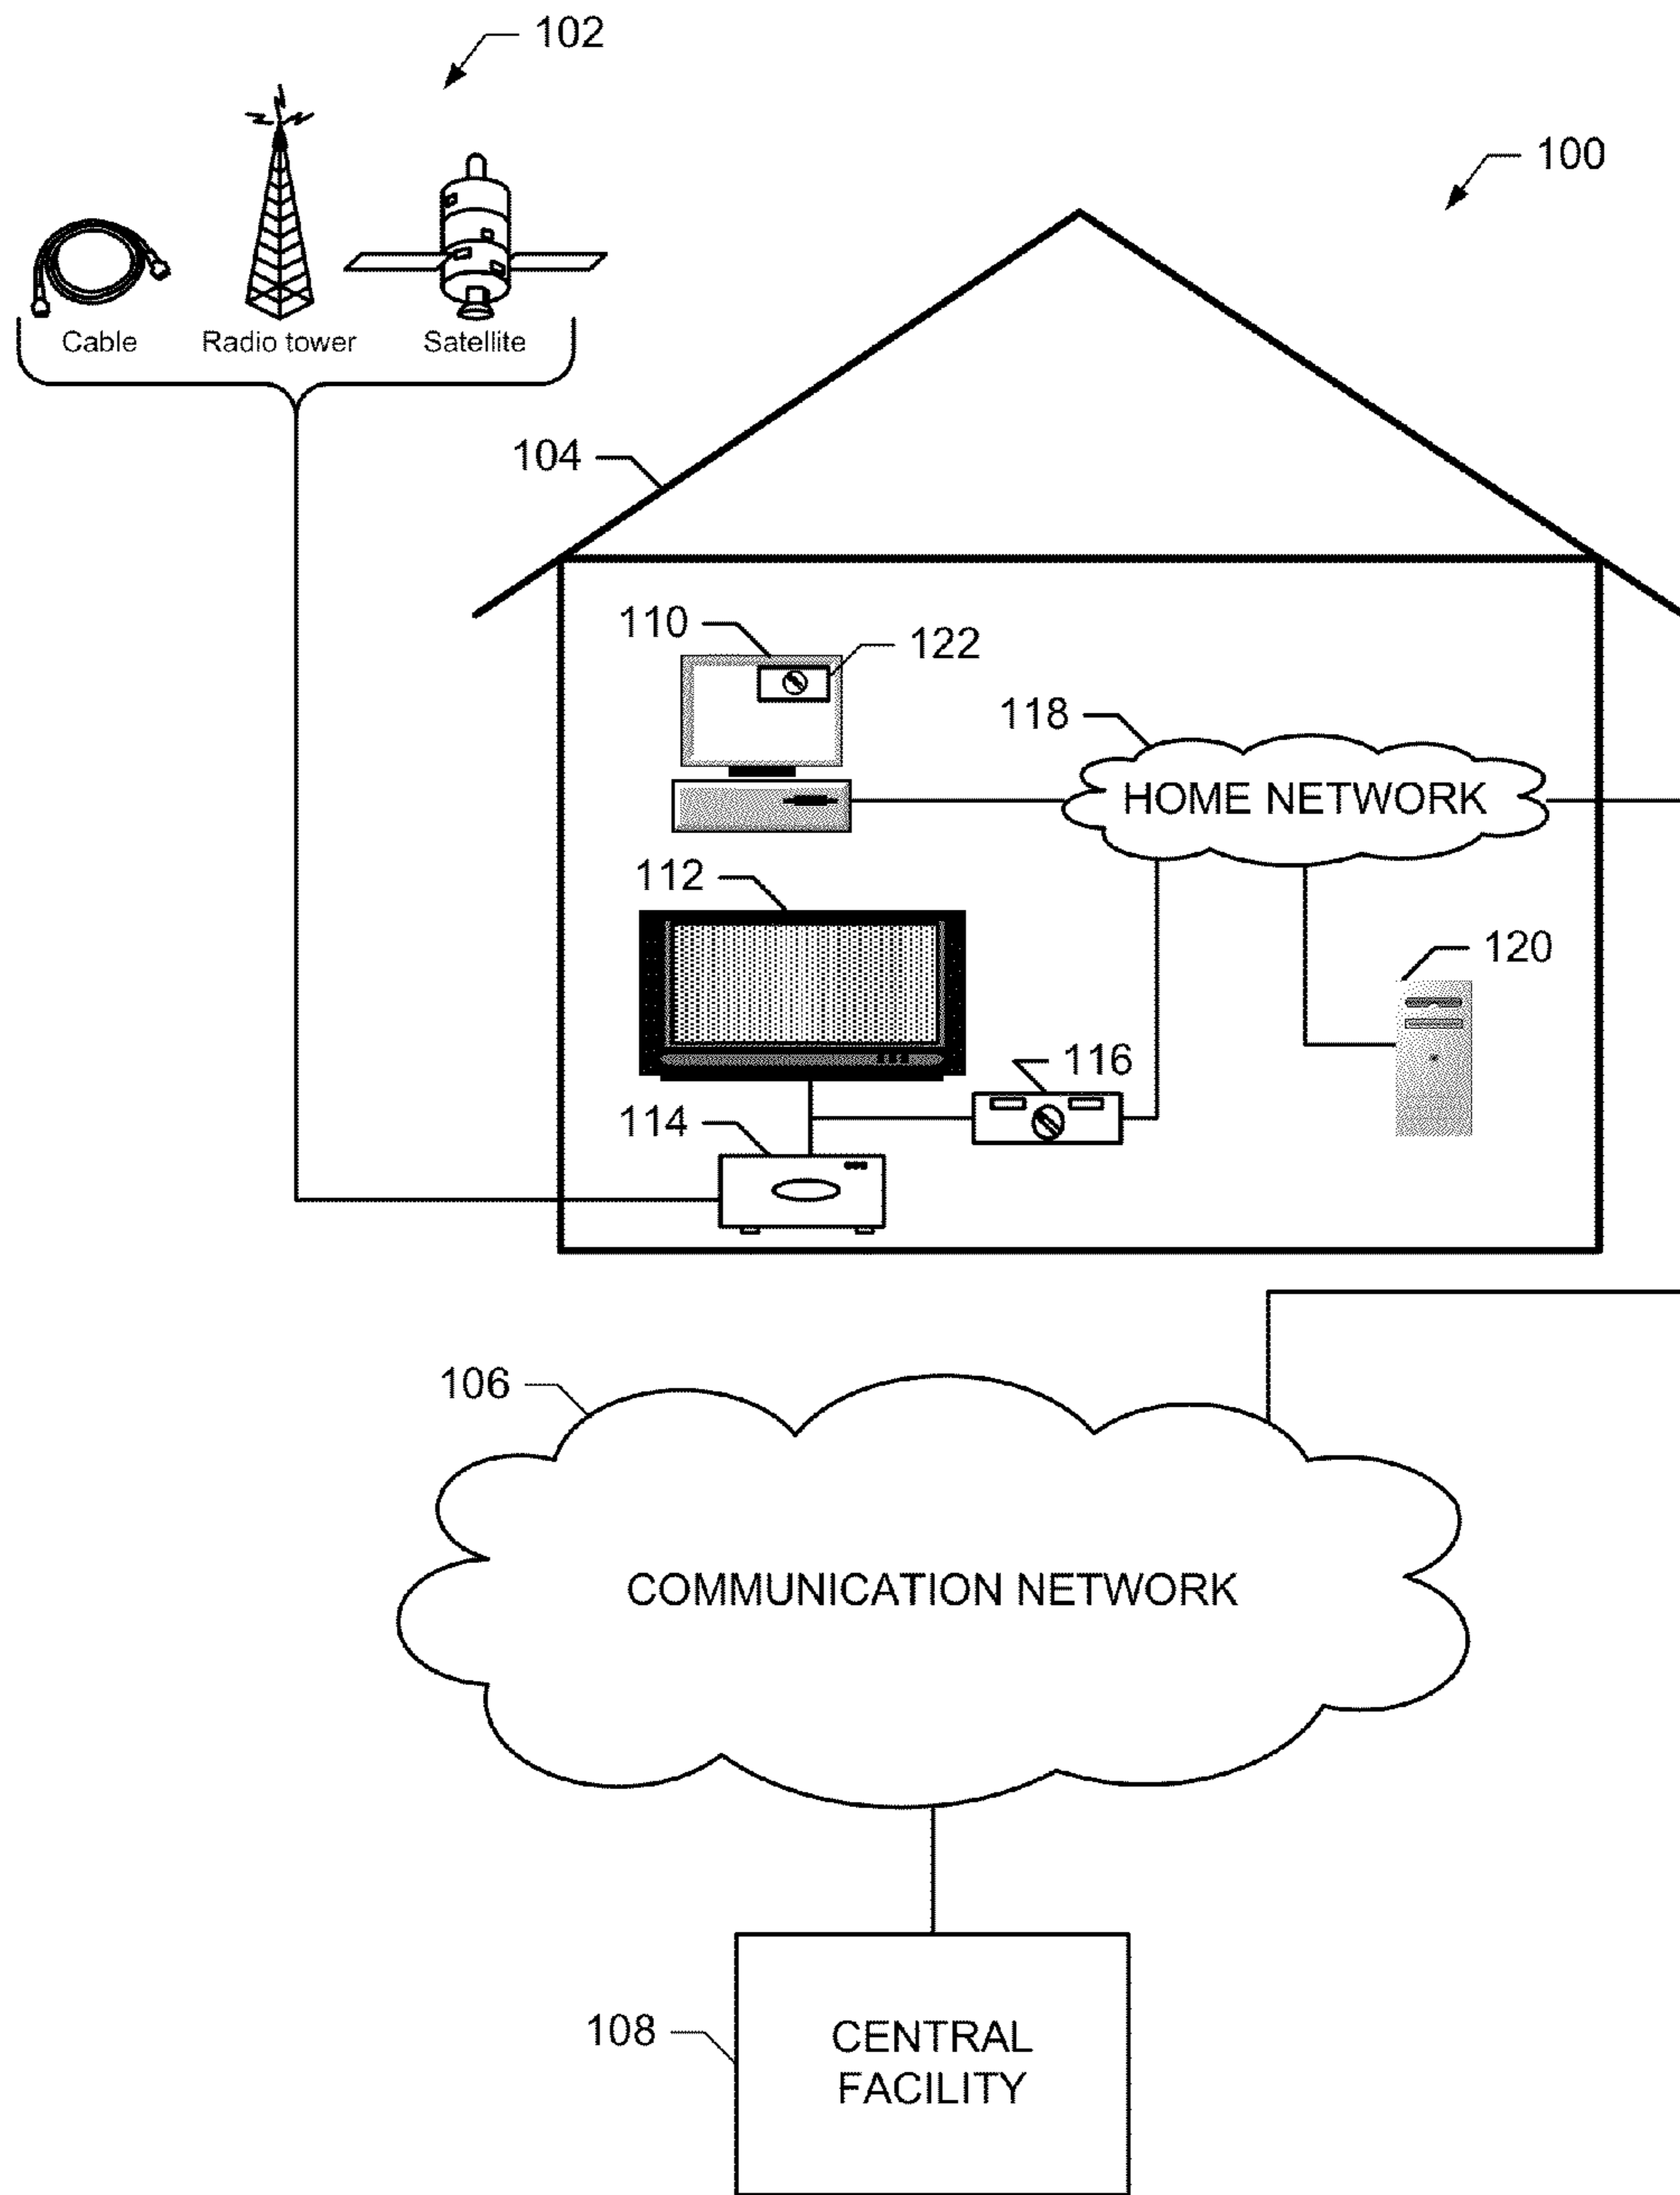 102
100
Cable
Radio tower
Satellite
104
110
122
118
HOME NETWORK
112
120
116
114
106
COMMUNICATION NETWORK
108
CENTRAL
FACILITY